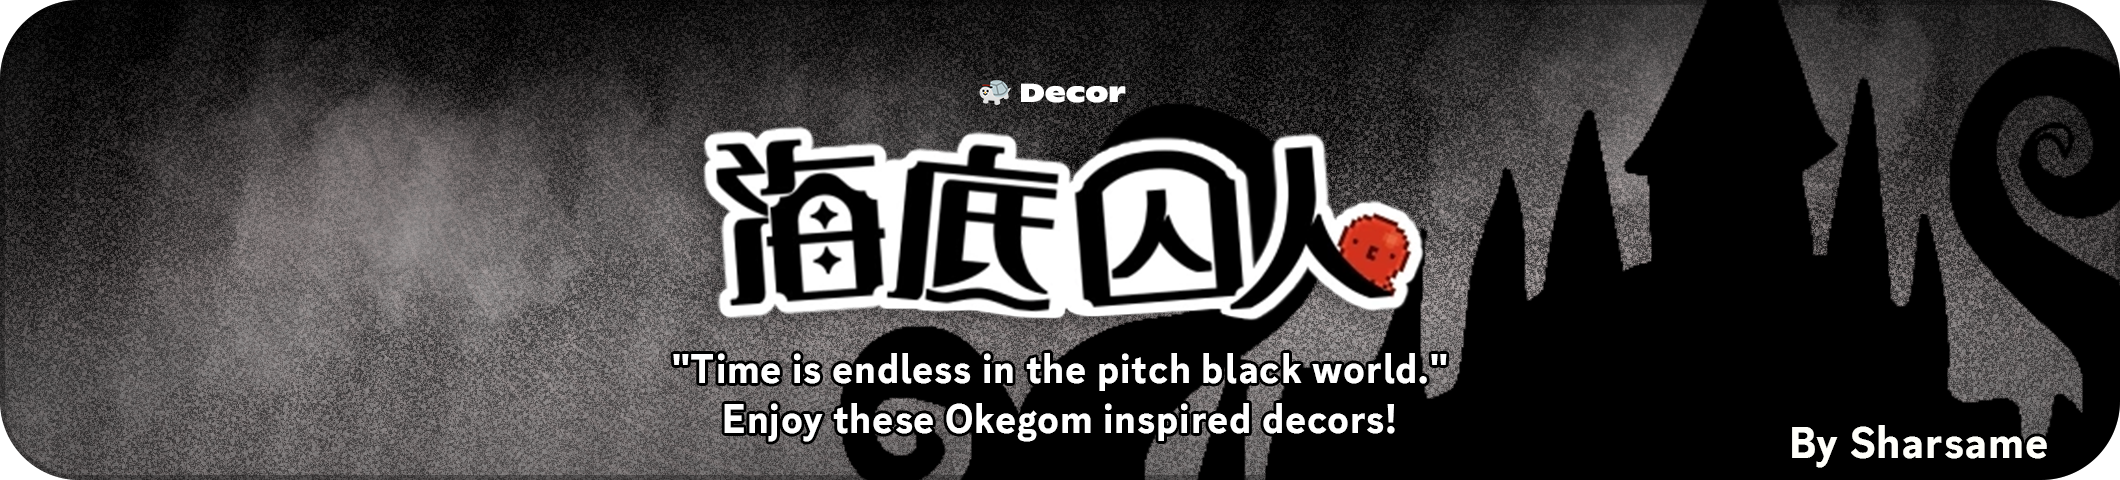 Decor
海底囚人
"Time is endless in the pitch black world."
Enjoy these Okegom inspired decors!
By Sharsame